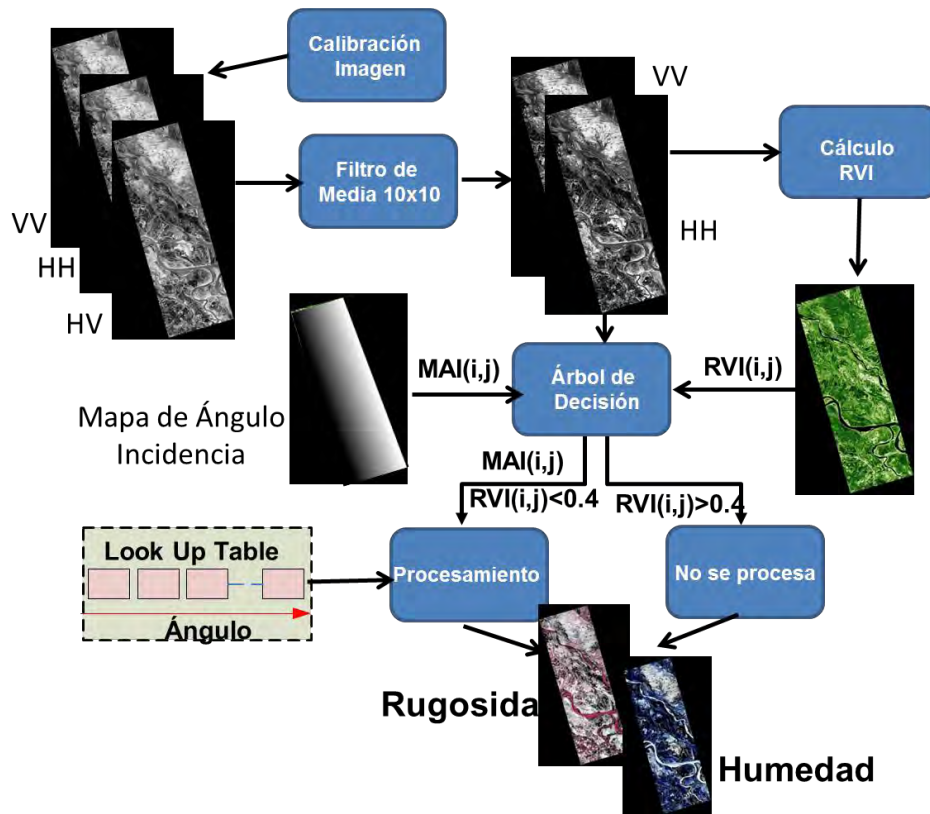 Calibración
Imagen
VV
Filtro de
Media 10x10
Cálculo
RVI
VV
HH
HH
HV
MAI(i,j)
Árbol de
Decisión
RVI(i,j)
Mapa de Ángulo
Incidencia
MAI(i,j)
RVI(i,j)<0.4
RVI(i,j)>0.4
Look Up Table
Ángulo
Procesamiento
No se procesa
Rugosida
Humedad